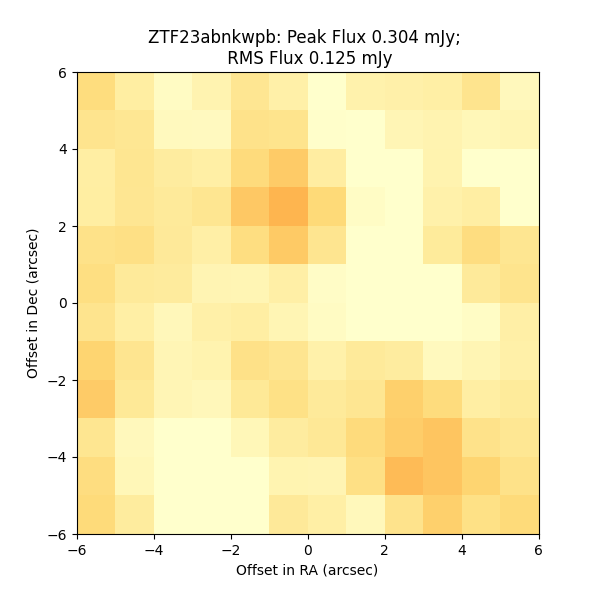 ZTF23abnkwpb: Peak Flux 0.304 mJy;
RMS Flux 0.125 mJy
6
4
2
0
−2
−4
−6
Offset in Dec (arcsec)
−6 −4 −2 0 2 4 6
Offset in RA (arcsec)